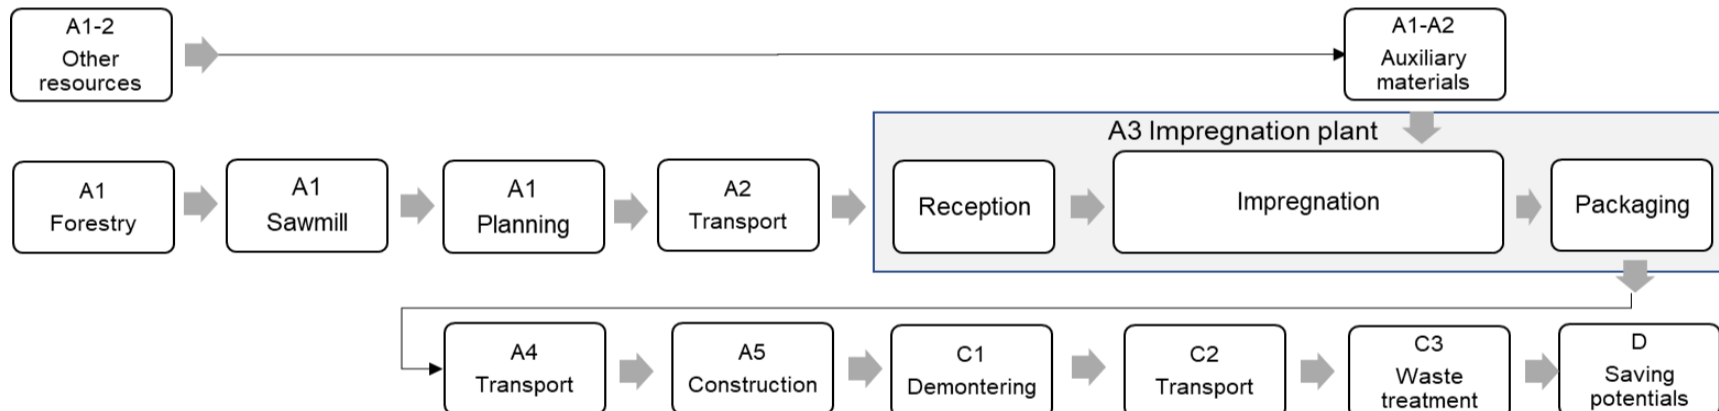 A1-2
Other
resources
A1-A2
Auxiliary
materials
A3 Impregnation plant
A1
Forestry
A1
Sawmill
A1
Planning
A2
Transport
Reception
Impregnation
Packaging
A4
Transport
A5
Construction
C1
Demontering
C2
Transport
C3
Waste
treatment
D
Saving
potentials